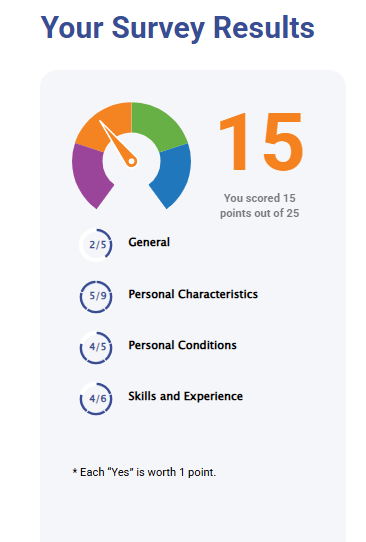 Your Survey Results
15
You scored 15
points out of 25
2/5 General
5/9 Personal Characteristics
4/5 Personal Conditions
4/6 Skills and Experience
* Each "Yes" is worth 1 point.